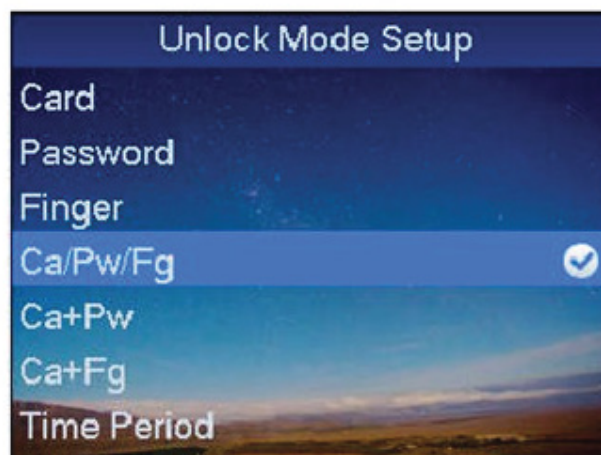 Unlock Mode Setup
Card
Password
Finger
Ca/Pw/Fg
Ca+Pw
Ca+Fg
Time Period